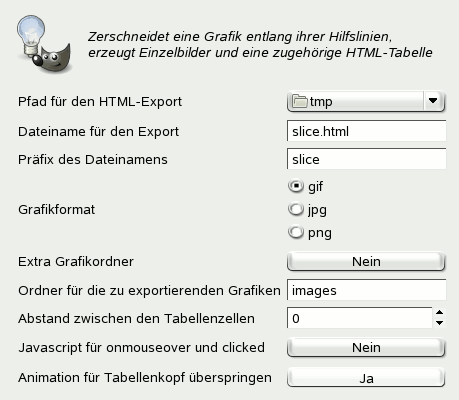 Zerschneidet eine Grafik entlang ihrer Hilfslinien,
erzeugt Einzelbilder und eine zugehörige HTML-Tabelle
Pfad für den HTML-Export tmp
Dateiname für den Export slice.html
Präfix des Dateinamens slice
gif
Grafikformat jpg
png
Extra Grafikordner Nein
Ordner für die zu exportierenden Grafiken images
Abstand zwischen den Tabellenzellen 0
Javascript für onmouseover und clicked Nein
Animation für Tabellenkopf überspringen Ja